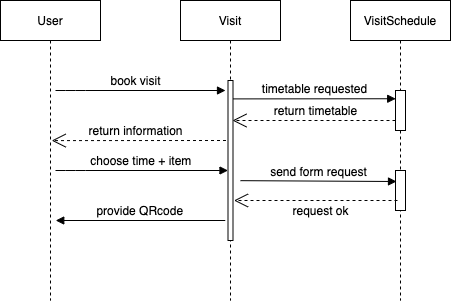 User
Visit
VisitSchedule
book visit
timetable requested
return timetable
return information
choose time + item
send form request
request ok
provide QRcode